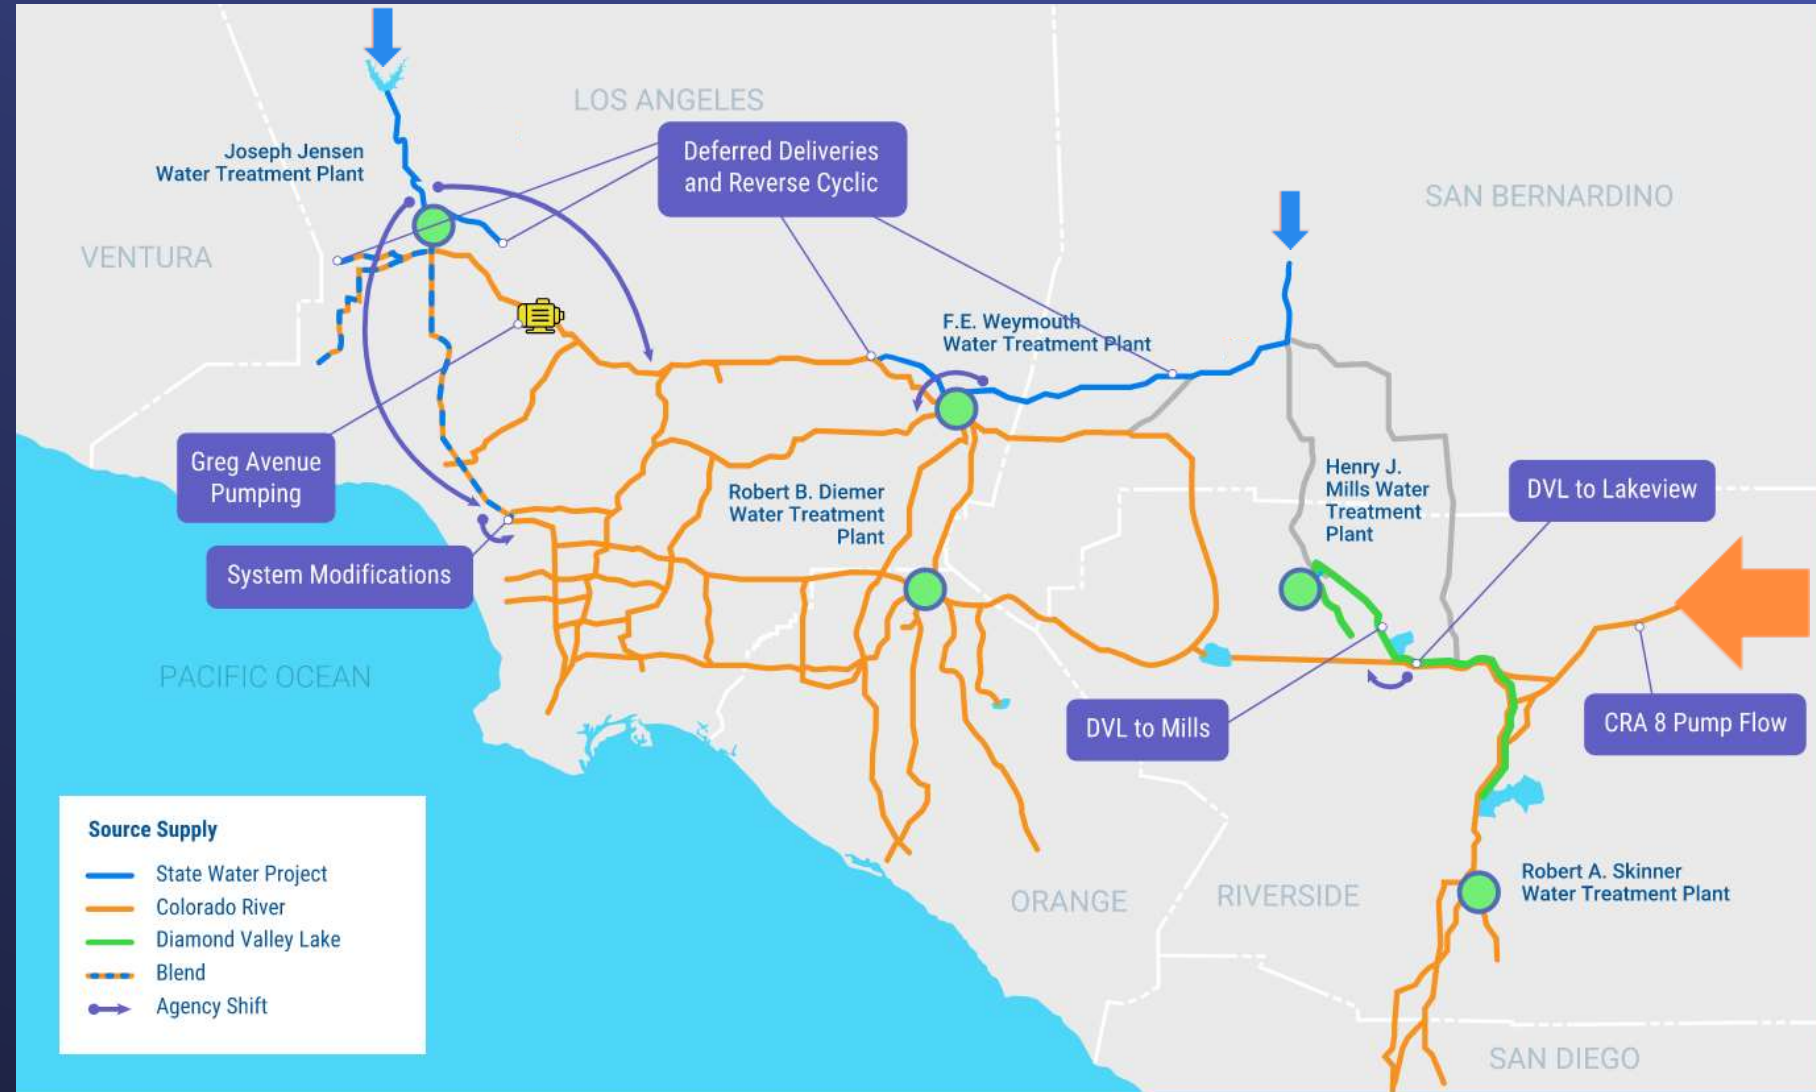 LOS ANGELES
Joseph Jensen
Water Treatment Plant
Deferred Deliveries
and Reverse Cyclic
SAN BERNARDINO
VENTURA
F.E. Weymouth
Water Treatment Plant
Greg Avenue
Pumping
Robert B. Diemer
Water Treatment
Plant
Henry J.
Mills Water
Treatment
Plant
DVL to Lakeview
System Modifications
PACIFIC OCEAN
DVL to Mills
CRA 8 Pump Flow
Source Supply
State Water Project
Colorado River
Diamond Valley Lake
Blend
Agency Shift
ORANGE
RIVERSIDE
Robert A. Skinner
Water Treatment Plant
SAN DIEGO